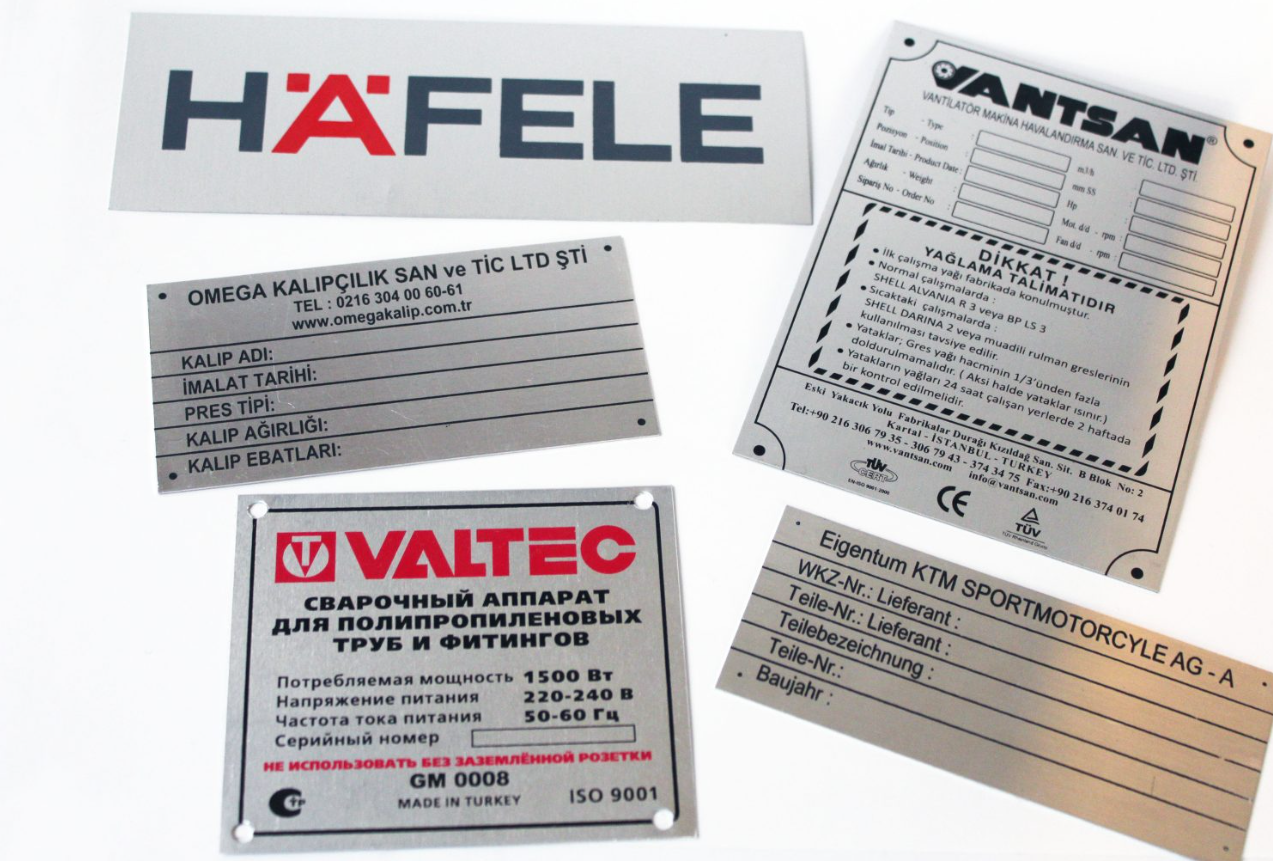 HÄFELE
VANTSAN®
VANTİLATÖR MAKİNA HAVALANDIRMA SAN. VE TİC. LTD. ŞTİ.
Tip - Type :
Pozisyon - Position :
İmal Tarihi - Product Date :
Ağırlık - Weight :
Sipariş No - Order No :
m3/h
mm SS
Hp
Mot. d/d - rpm :
Fan d/d - rpm :
DİKKAT !
YAĞLAMA TALİMATIDIR
• İlk çalışma yağı fabrikada konulmuştur.
• Normal çalışmalarda :
SHELL ALVANIA R 3 veya BP LS 3
• Sıcaktaki çalışmalarda :
SHELL DARINA 2 veya muadili rulman greslerinin
kullanılması tavsiye edilir.
• Yataklar; Gres yağı hacminin 1/3'ünden fazla
doldurulmamalıdır. ( Aksi halde yataklar ısınır.)
• Yatakların yağları 24 saat çalışan yerlerde 2 haftada
bir kontrol edilmelidir.
Eski Yakacık Yolu Fabrikalar Durağı Kızıldağ San. Sit. B Blok No: 2
Kartal - İSTANBUL - TURKEY
Tel:+90 216 306 79 35 - 306 79 43 - 374 34 75 Fax:+90 216 374 01 74
www.vantsan.com info@vantsan.com
TÜV
CERT
EN-ISO 9001:2000
CE
TÜV
OMEGA KALIPÇILIK SAN ve TİC LTD ŞTİ
TEL : 0216 304 00 60-61
www.omegakalip.com.tr
KALIP ADI:
İMALAT TARİHİ:
PRES TİPİ:
KALIP AĞIRLIĞI:
KALIP EBATLARI:
VALTEC
СВАРОЧНЫЙ АППАРАТ
ДЛЯ ПОЛИПРОПИЛЕНОВЫХ
ТРУБ И ФИТИНГОВ
Потребляемая мощность 1500 Вт
Напряжение питания 220-240 В
Частота тока питания 50-60 Гц
Серийный номер
НЕ ИСПОЛЬЗОВАТЬ БЕЗ ЗАЗЕМЛЁННОЙ РОЗЕТКИ
GM 0008
MADE IN TURKEY
ISO 9001
Eigentum KTM SPORTMOTORCYLE AG - A
WKZ-Nr.: Lieferant :
Teile-Nr.: Lieferant :
Teilebezeichnung :
Teile-Nr.:
Baujahr :